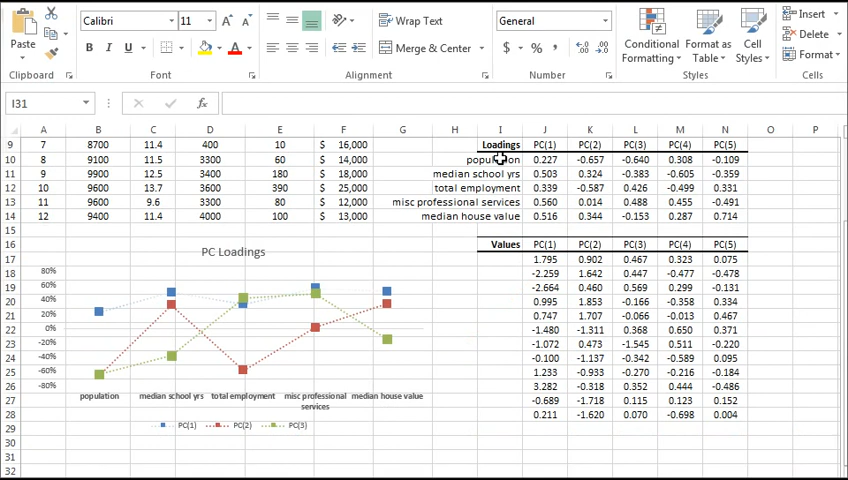 Calibri 11 A A Wrap Text General Insert
Paste B I U A Merge & Center $ % , Conditional Formatting Format as Table Cell Styles Delete
Format
Clipboard Font Alignment Number Styles Cells
I31 fx
A B C D E F G H I J K L M N O P
9 7 8700 11.4 400 10 $ 16,000 Loadings PC(1) PC(2) PC(3) PC(4) PC(5)
10 8 9100 11.5 3300 60 $ 14,000 population 0.227 -0.657 -0.640 0.308 -0.109
11 9 9900 12.5 3400 180 $ 18,000 median school yrs 0.503 0.324 -0.383 -0.605 -0.359
12 10 9600 13.7 3600 390 $ 25,000 total employment 0.339 -0.587 0.426 -0.499 0.331
13 11 9600 9.6 3300 80 $ 12,000 misc professional services 0.560 0.014 0.488 0.455 -0.491
14 12 9400 11.4 4000 100 $ 13,000 median house value 0.516 0.344 -0.153 0.287 0.714
15
16 Values PC(1) PC(2) PC(3) PC(4) PC(5)
PC Loadings
17 1.795 0.902 0.467 0.323 0.075
18 80% -2.259 1.642 0.447 -0.477 -0.478
19 60% -2.664 0.460 0.569 0.299 -0.131
20 40% 0.995 1.853 -0.166 -0.358 0.334
21 20% 0.747 1.707 -0.066 -0.013 0.467
22 0% -1.480 -1.311 0.368 0.650 0.371
23 -20% -1.072 0.473 -1.545 0.511 -0.220
24 -40% -0.100 -1.137 -0.342 -0.589 0.095
25 -60% 1.233 -0.933 -0.270 -0.216 -0.184
26 -80% 3.282 -0.318 0.352 0.444 -0.486
27 population median school yrs total employment misc professional services median house value -0.689 -1.718 0.115 0.123 0.152
28 0.211 -1.620 0.070 -0.698 0.004
29 PC(1) PC(2) PC(3)
30
31
32